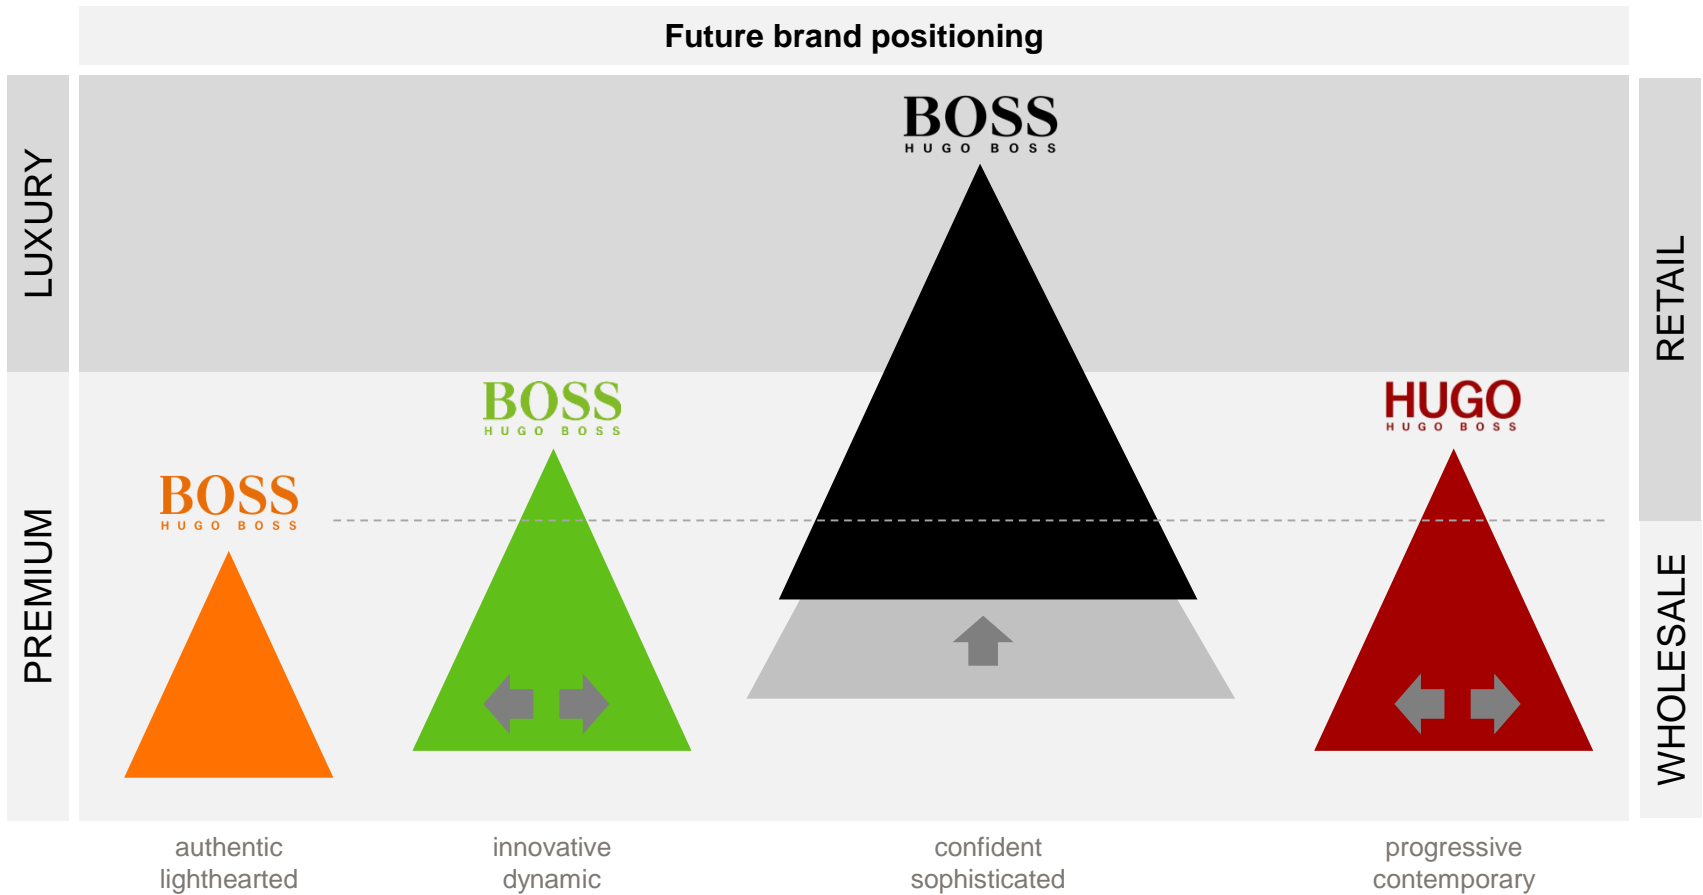 Future brand positioning
LUXURY
PREMIUM
RETAIL
WHOLESALE
BOSS
HUGO BOSS
BOSS
HUGO BOSS
HUGO
HUGO BOSS
BOSS
HUGO BOSS
authentic
lighthearted
innovative
dynamic
confident
sophisticated
progressive
contemporary